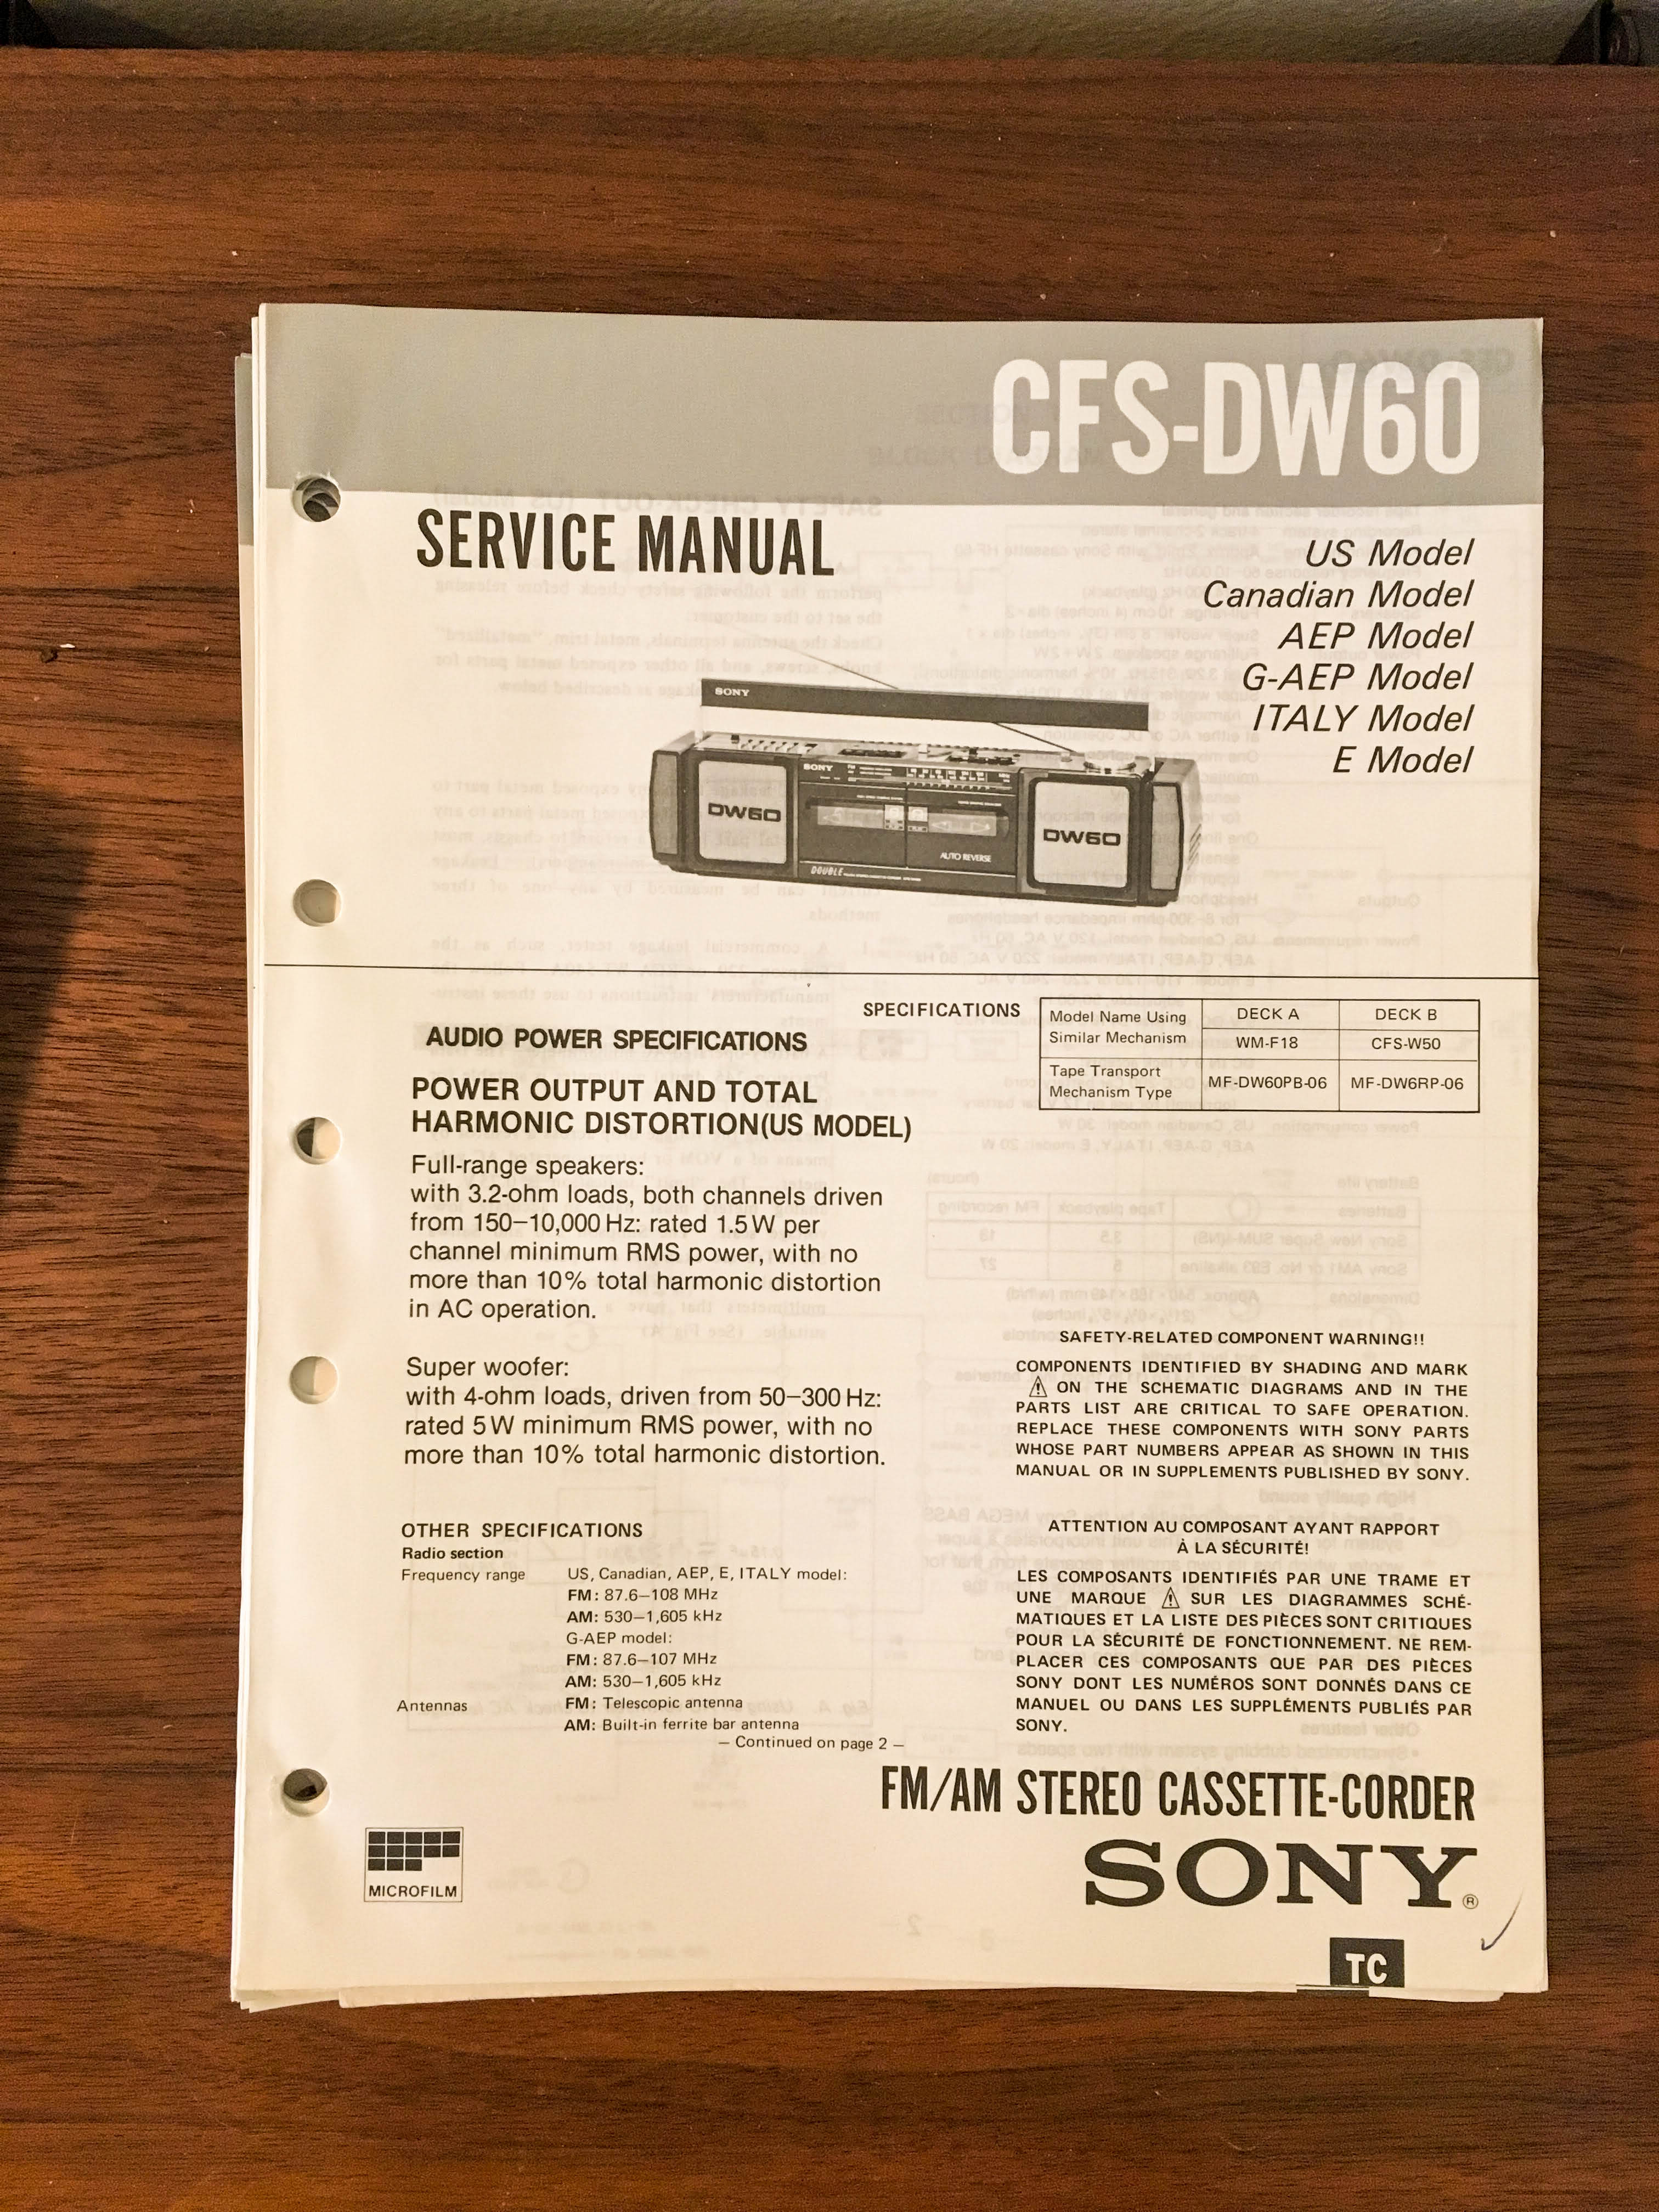 CFS-DW60
SERVICE MANUAL
US Model
Canadian Model
AEP Model
G-AEP Model
ITALY Model
E Model
SONY
SONY
DW60
DW60
AUTO REVERSE
DOUBLE
SPECIFICATIONS
Model Name Using Similar Mechanism
DECK A
DECK B
WM-F18
CFS-W50
Tape Transport Mechanism Type
MF-DW60PB-06
MF-DW6RP-06
AUDIO POWER SPECIFICATIONS
POWER OUTPUT AND TOTAL
HARMONIC DISTORTION(US MODEL)
Full-range speakers:
with 3.2-ohm loads, both channels driven
from 150–10,000 Hz: rated 1.5 W per
channel minimum RMS power, with no
more than 10% total harmonic distortion
in AC operation.
Super woofer:
with 4-ohm loads, driven from 50–300 Hz:
rated 5 W minimum RMS power, with no
more than 10% total harmonic distortion.
OTHER SPECIFICATIONS
Radio section
Frequency range US, Canadian, AEP, E, ITALY model:
FM: 87.6–108 MHz
AM: 530–1,605 kHz
G-AEP model:
FM: 87.6–107 MHz
AM: 530–1,605 kHz
Antennas FM: Telescopic antenna
AM: Built-in ferrite bar antenna
— Continued on page 2 —
SAFETY-RELATED COMPONENT WARNING!!
COMPONENTS IDENTIFIED BY SHADING AND MARK
⚠ ON THE SCHEMATIC DIAGRAMS AND IN THE
PARTS LIST ARE CRITICAL TO SAFE OPERATION.
REPLACE THESE COMPONENTS WITH SONY PARTS
WHOSE PART NUMBERS APPEAR AS SHOWN IN THIS
MANUAL OR IN SUPPLEMENTS PUBLISHED BY SONY.
ATTENTION AU COMPOSANT AYANT RAPPORT
À LA SÉCURITÉ!
LES COMPOSANTS IDENTIFIÉS PAR UNE TRAME ET
UNE MARQUE ⚠ SUR LES DIAGRAMMES SCHÉ-
MATIQUES ET LA LISTE DES PIÈCES SONT CRITIQUES
POUR LA SÉCURITÉ DE FONCTIONNEMENT. NE REM-
PLACER CES COMPOSANTS QUE PAR DES PIÈCES
SONY DONT LES NUMÉROS SONT DONNÉS DANS CE
MANUEL OU DANS LES SUPPLÉMENTS PUBLIÉS PAR
SONY.
FM/AM STEREO CASSETTE-CORDER
SONY®
MICROFILM
TC